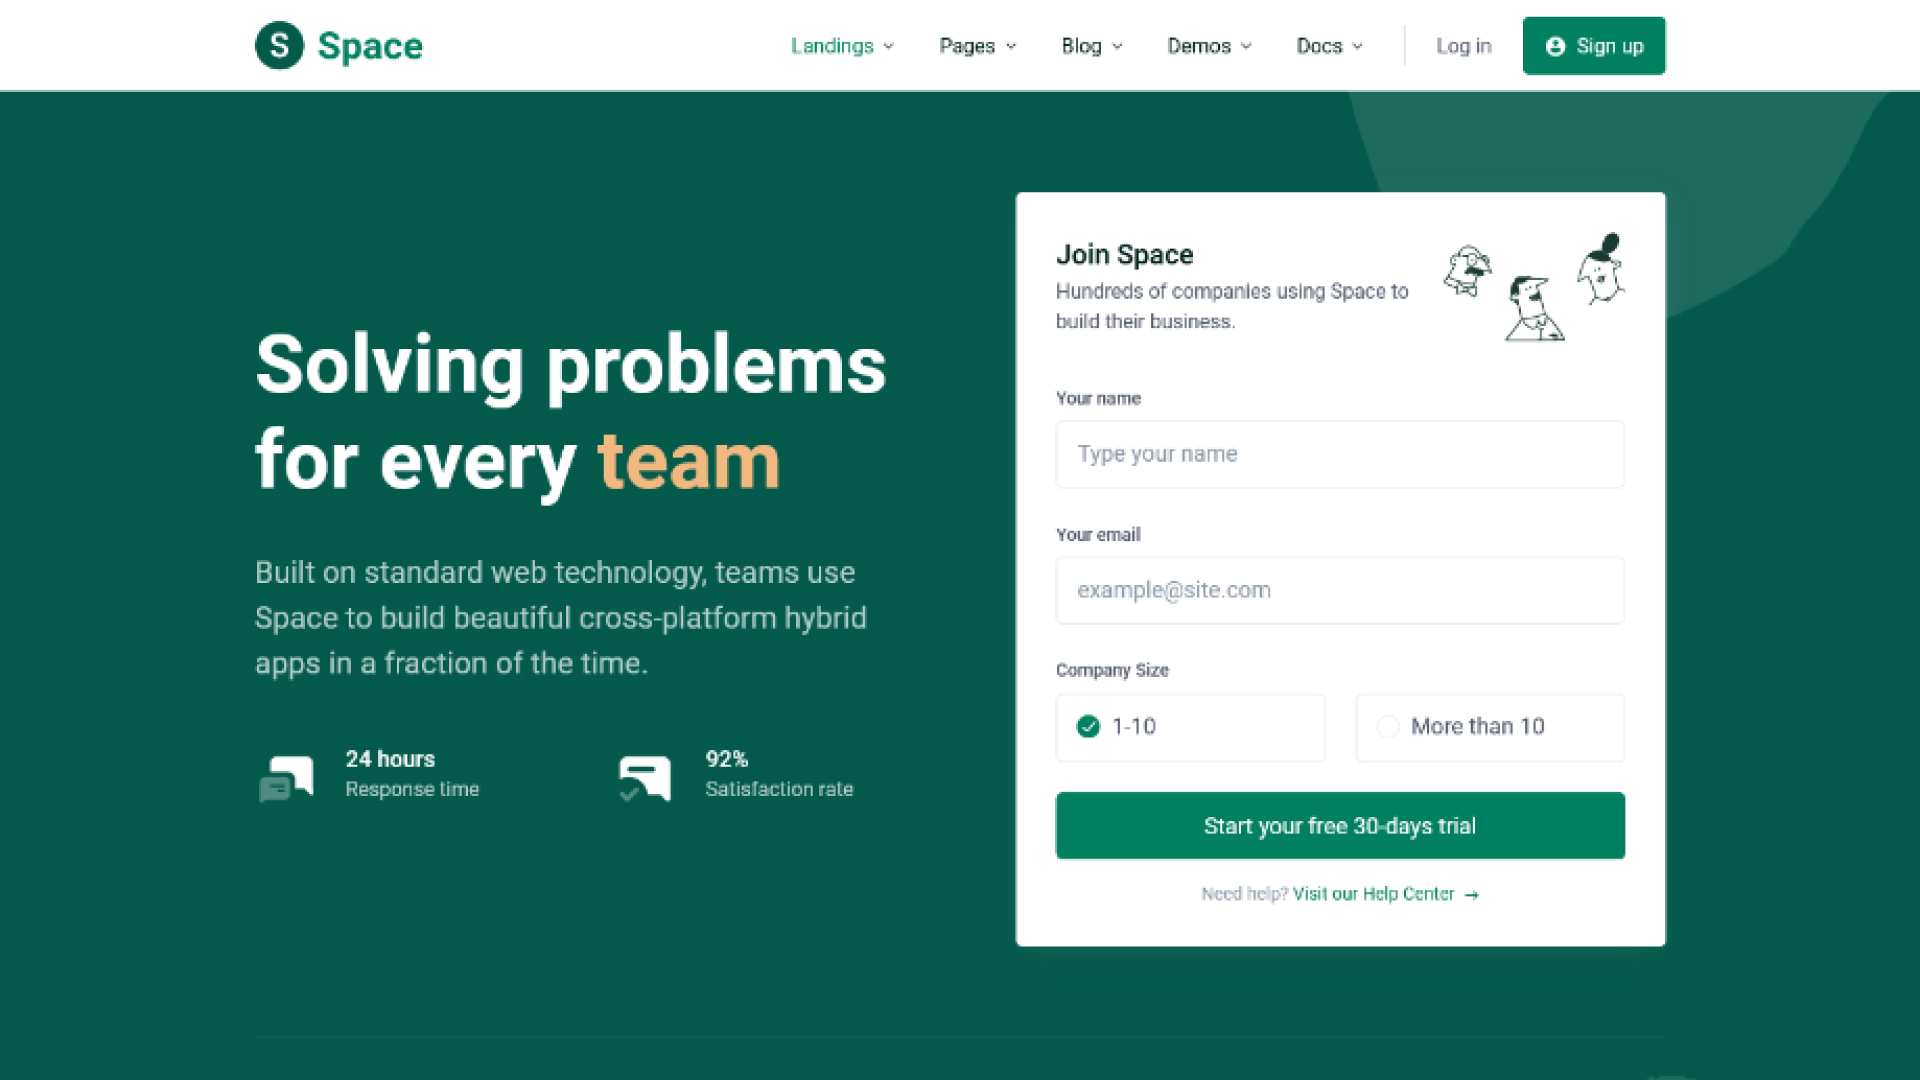 S Space
Landings Pages Blog Demos Docs Log in Sign up
Solving problems
for every team
Built on standard web technology, teams use
Space to build beautiful cross-platform hybrid
apps in a fraction of the time.
24 hours
Response time
92%
Satisfaction rate
Join Space
Hundreds of companies using Space to
build their business.
Your name
Type your name
Your email
example@site.com
Company Size
1-10
More than 10
Start your free 30-days trial
Need help? Visit our Help Center →